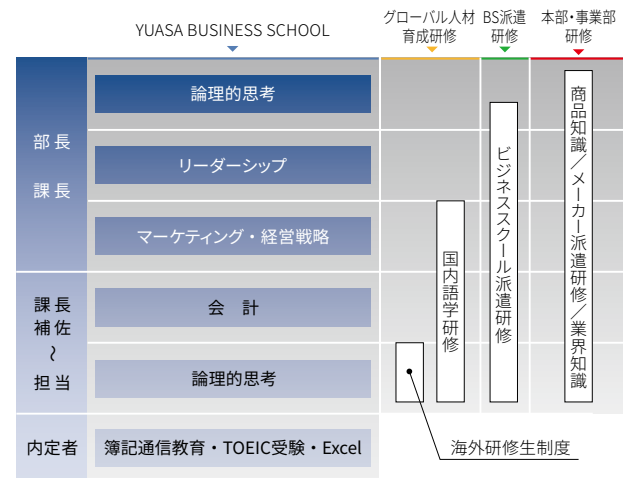 YUASA BUSINESS SCHOOL
グローバル人材
育成研修
BS派遣
研修
本部・事業部
研修
部長
課長
論理的思考
リーダーシップ
マーケティング・経営戦略
課長
補佐
～
担当
会　計
論理的思考
内定者
簿記通信教育・TOEIC受験・Excel
国内語学研修
ビジネススクール派遣研修
商品知識／メーカー派遣研修／業界知識
海外研修生制度